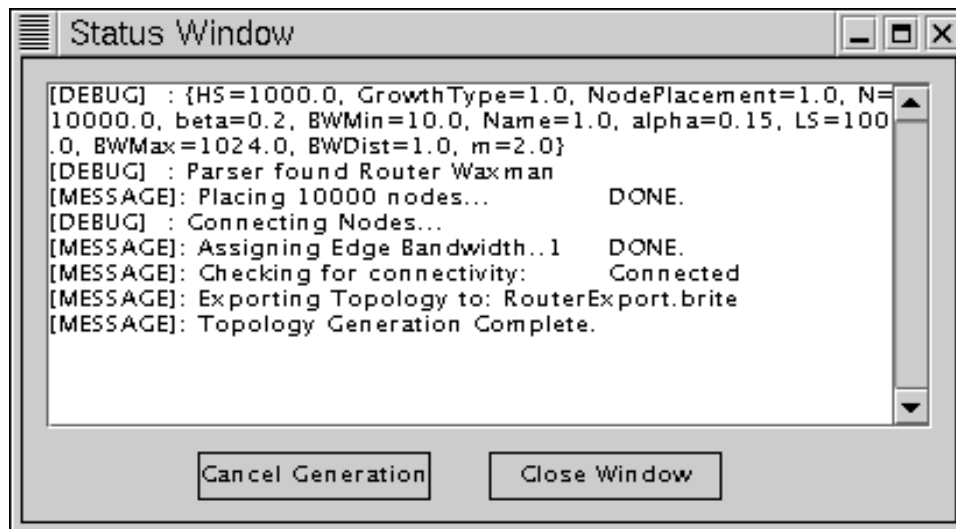 Status Window
[DEBUG] : {HS=1000.0, GrowthType=1.0, NodePlacement=1.0, N=
10000.0, beta=0.2, BWMin=10.0, Name=1.0, alpha=0.15, LS=100
.0, BWMax=1024.0, BWDist=1.0, m=2.0}
[DEBUG] : Parser found Router Waxman
[MESSAGE]: Placing 10000 nodes... DONE.
[DEBUG] : Connecting Nodes...
[MESSAGE]: Assigning Edge Bandwidth..1 DONE.
[MESSAGE]: Checking for connectivity: Connected
[MESSAGE]: Exporting Topology to: RouterExport.brite
[MESSAGE]: Topology Generation Complete.
Cancel Generation Close Window